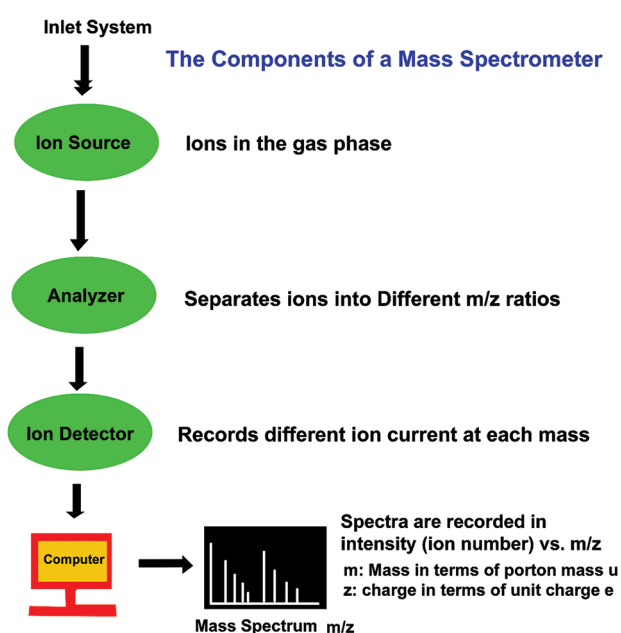 Inlet System
The Components of a Mass Spectrometer
Ion Source
Ions in the gas phase
Analyzer
Separates ions into Different m/z ratios
Ion Detector
Records different ion current at each mass
Computer
Spectra are recorded in
intensity (ion number) vs. m/z
m: Mass in terms of porton mass u
z: charge in terms of unit charge e
Mass Spectrum m/z